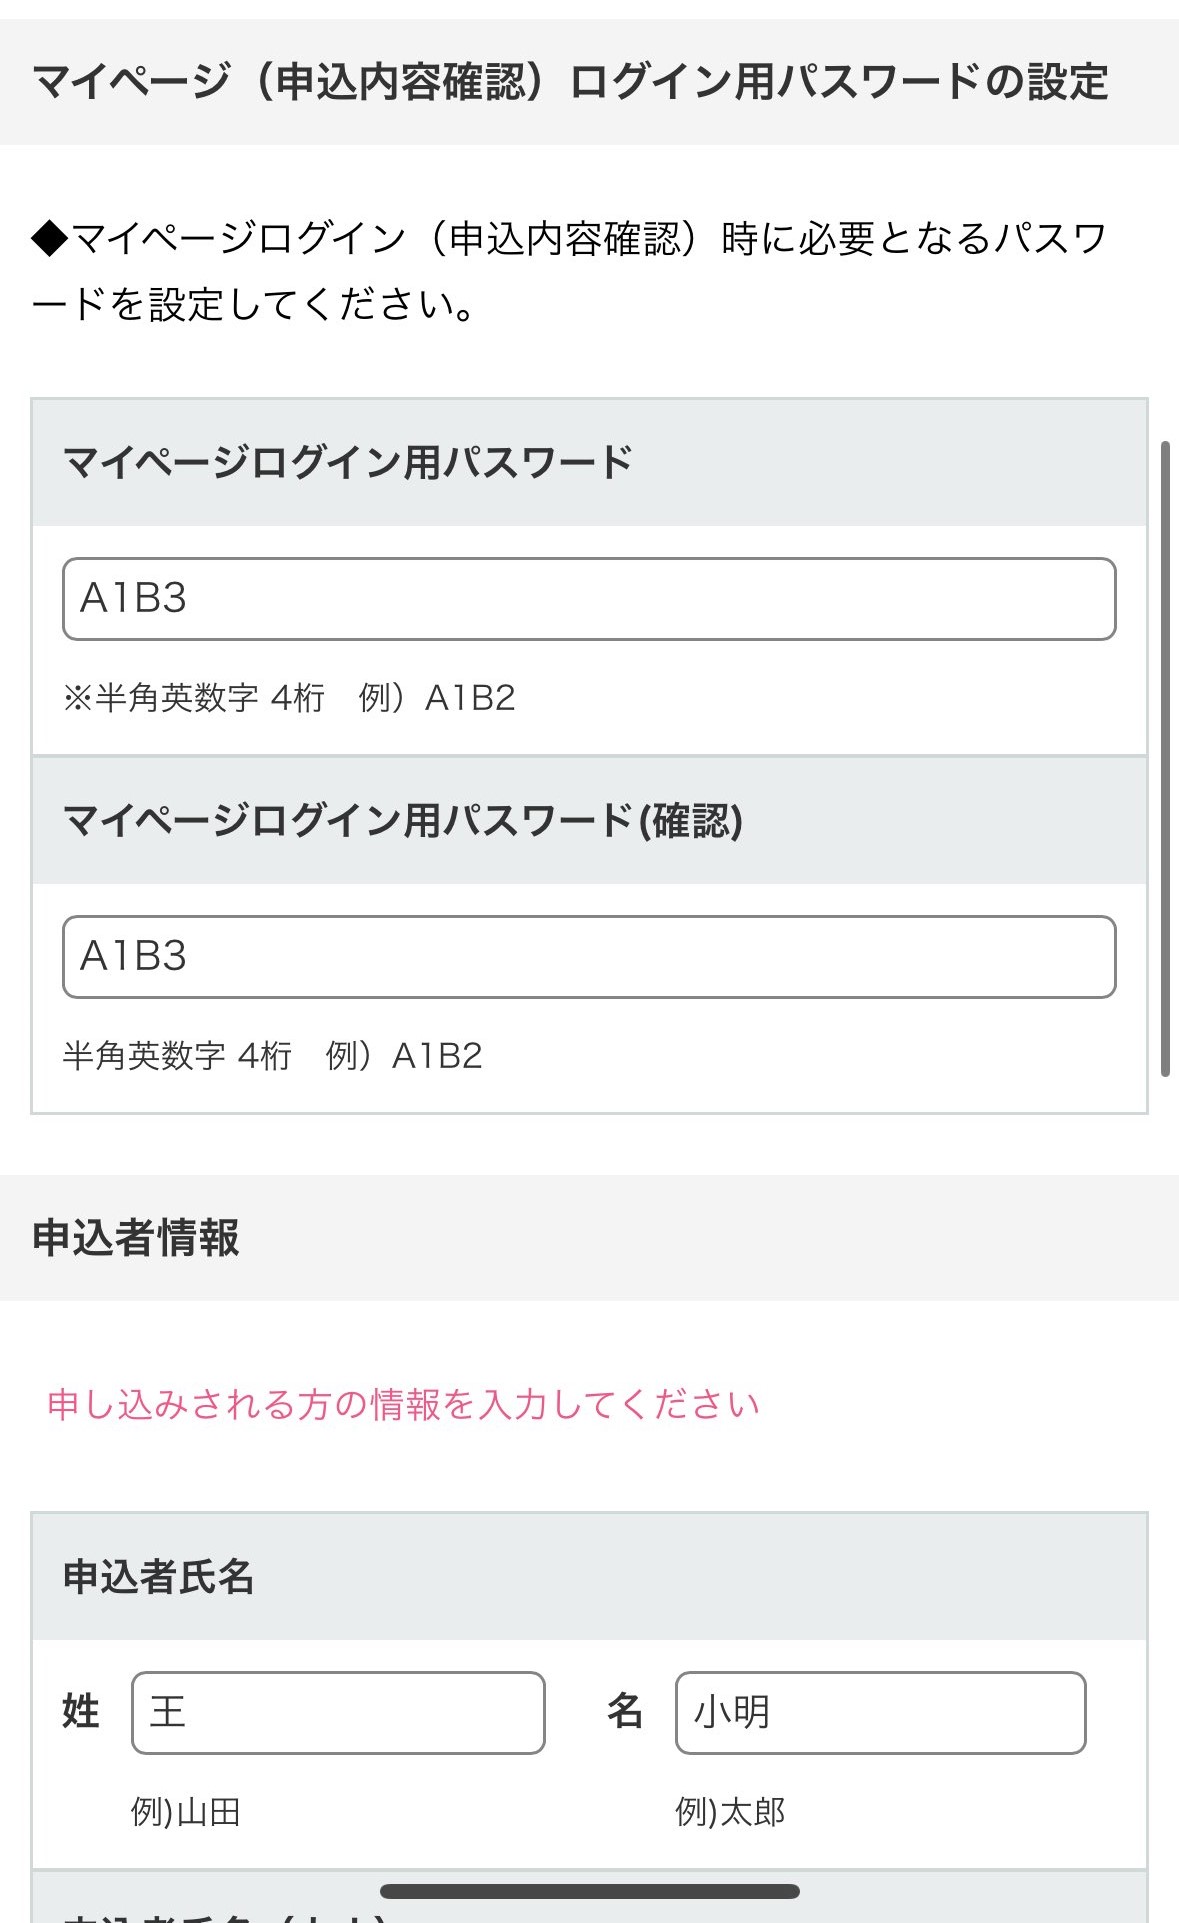 マイページ（申込内容確認）ログイン用パスワードの設定
◆マイページログイン（申込内容確認）時に必要となるパスワ
ードを設定してください。
マイページログイン用パスワード
A1B3
※半角英数字 4桁　例）A1B2
マイページログイン用パスワード(確認)
A1B3
半角英数字 4桁　例）A1B2
申込者情報
申し込みされる方の情報を入力してください
申込者氏名
姓 王 名 小明
例)山田 例)太郎